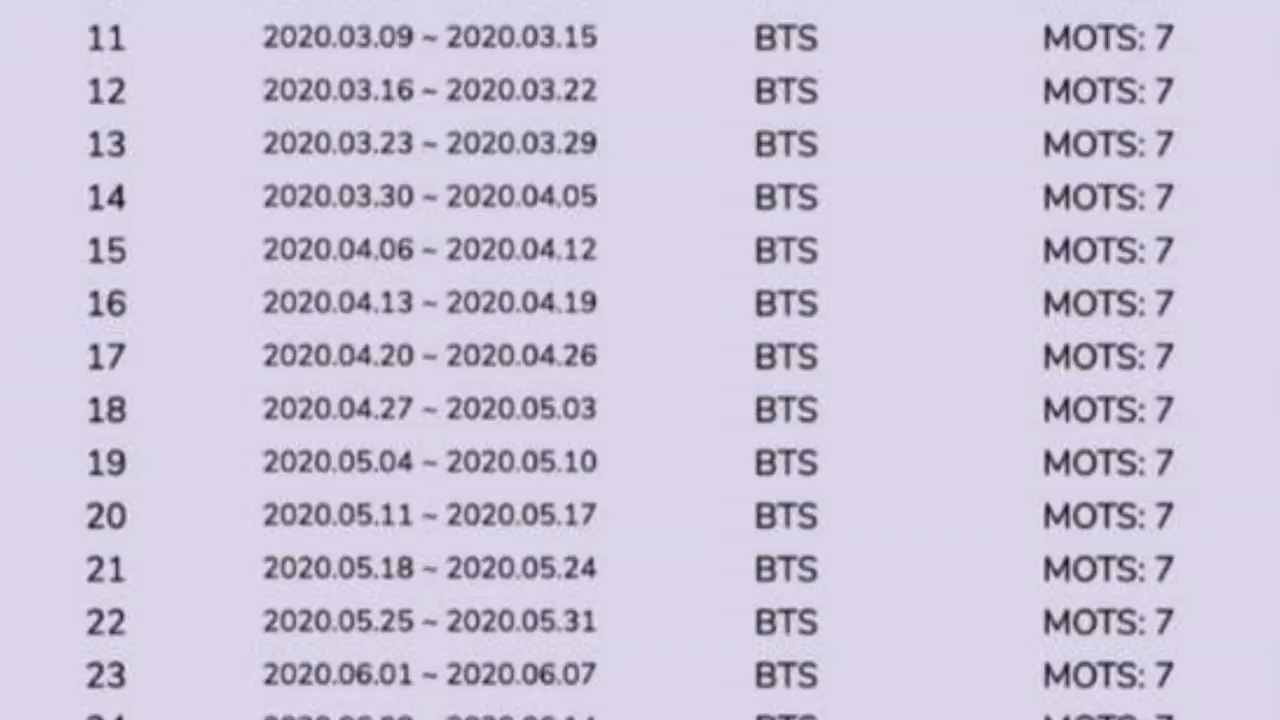 11 2020.03.09 ~ 2020.03.15 BTS MOTS: 7
12 2020.03.16 ~ 2020.03.22 BTS MOTS: 7
13 2020.03.23 ~ 2020.03.29 BTS MOTS: 7
14 2020.03.30 ~ 2020.04.05 BTS MOTS: 7
15 2020.04.06 ~ 2020.04.12 BTS MOTS: 7
16 2020.04.13 ~ 2020.04.19 BTS MOTS: 7
17 2020.04.20 ~ 2020.04.26 BTS MOTS: 7
18 2020.04.27 ~ 2020.05.03 BTS MOTS: 7
19 2020.05.04 ~ 2020.05.10 BTS MOTS: 7
20 2020.05.11 ~ 2020.05.17 BTS MOTS: 7
21 2020.05.18 ~ 2020.05.24 BTS MOTS: 7
22 2020.05.25 ~ 2020.05.31 BTS MOTS: 7
23 2020.06.01 ~ 2020.06.07 BTS MOTS: 7